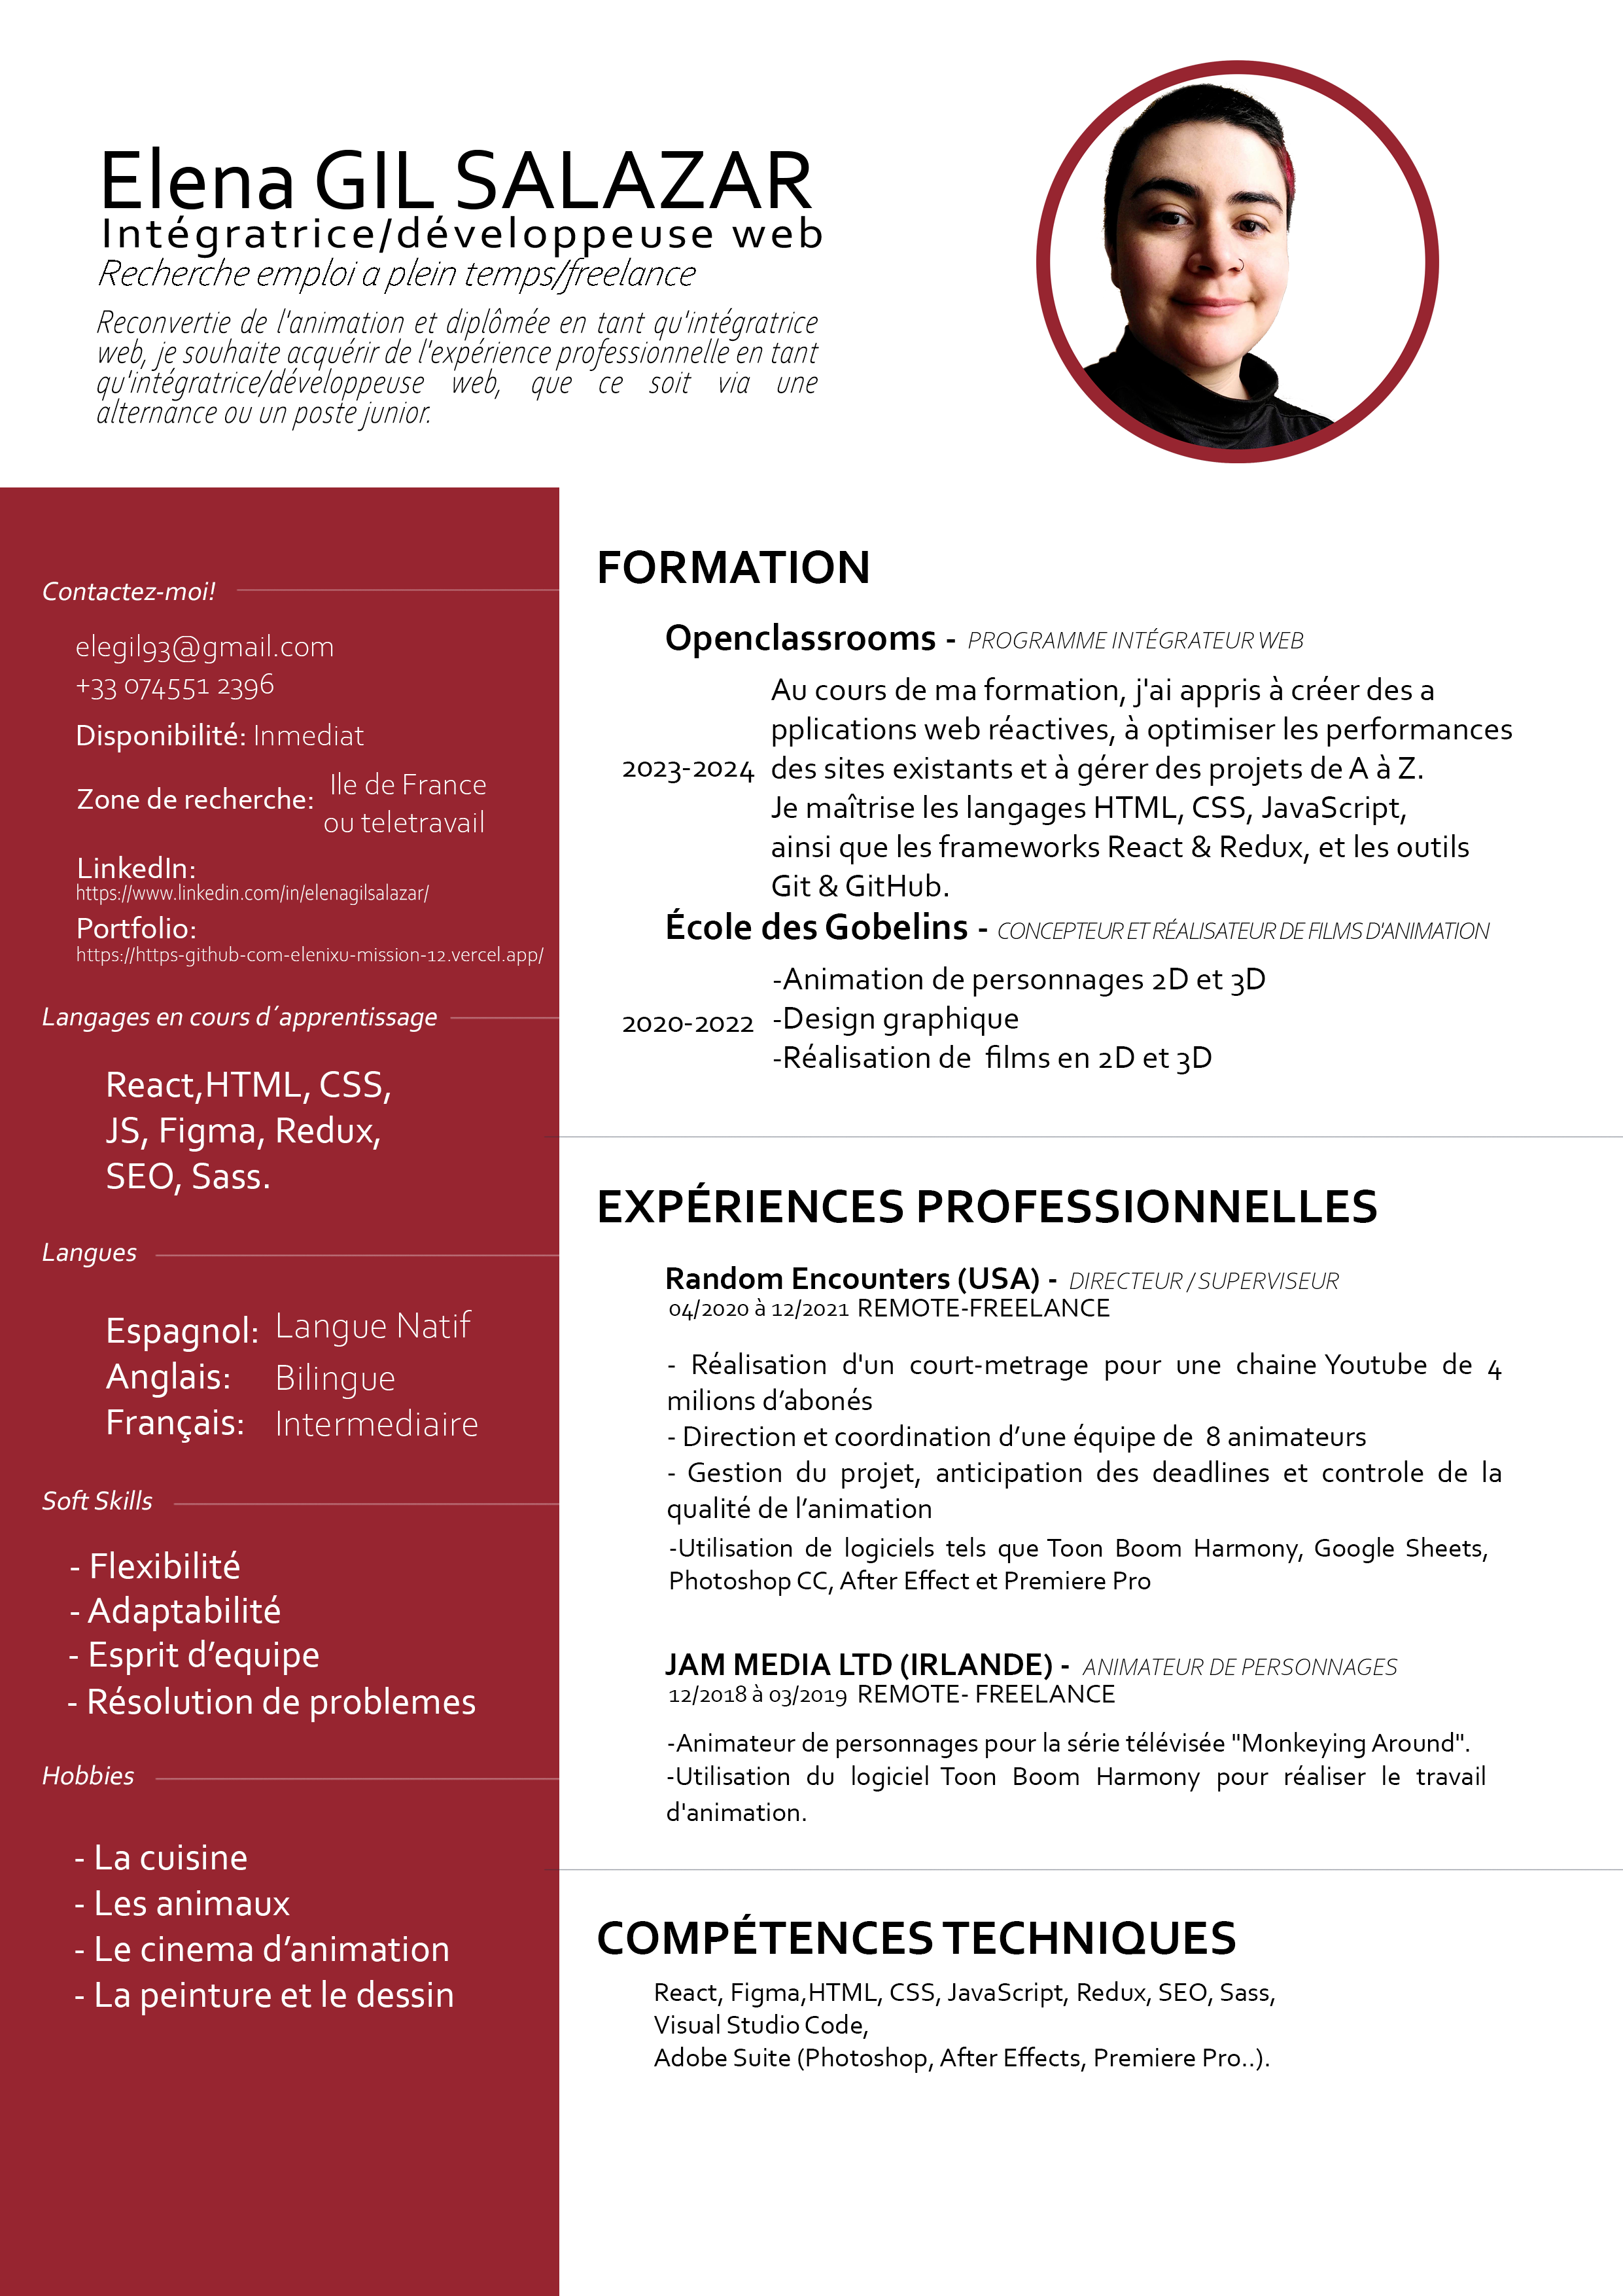 Elena GIL SALAZAR
Intégratrice/développeuse web
Recherche emploi a plein temps/freelance
Reconvertie de l'animation et diplômée en tant qu'intégratrice
web, je souhaite acquérir de l'expérience professionnelle en tant
qu'intégratrice/développeuse web, que ce soit via une
alternance ou un poste junior.
Contactez-moi!
elegil93@gmail.com
+33 074551 2396
Disponibilité: Inmediat
Zone de recherche: Ile de France
ou teletravail
LinkedIn:
https://www.linkedin.com/in/elenagilsalazar/
Portfolio:
https://https-github-com-elenixu-mission-12.vercel.app/
Langages en cours d´apprentissage
React,HTML, CSS,
JS, Figma, Redux,
SEO, Sass.
Langues
Espagnol: Langue Natif
Anglais: Bilingue
Français: Intermediaire
Soft Skills
- Flexibilité
- Adaptabilité
- Esprit d’equipe
- Résolution de problemes
Hobbies
- La cuisine
- Les animaux
- Le cinema d’animation
- La peinture et le dessin
FORMATION
Openclassrooms - PROGRAMME INTÉGRATEUR WEB
Au cours de ma formation, j'ai appris à créer des a
pplications web réactives, à optimiser les performances
2023-2024 des sites existants et à gérer des projets de A à Z.
Je maîtrise les langages HTML, CSS, JavaScript,
ainsi que les frameworks React & Redux, et les outils
Git & GitHub.
École des Gobelins - CONCEPTEUR ET RÉALISATEUR DE FILMS D'ANIMATION
-Animation de personnages 2D et 3D
2020-2022 -Design graphique
-Réalisation de films en 2D et 3D
EXPÉRIENCES PROFESSIONNELLES
Random Encounters (USA) - DIRECTEUR / SUPERVISEUR
04/2020 à 12/2021 REMOTE-FREELANCE
- Réalisation d'un court-metrage pour une chaine Youtube de 4
milions d’abonés
- Direction et coordination d’une équipe de 8 animateurs
- Gestion du projet, anticipation des deadlines et controle de la
qualité de l’animation
-Utilisation de logiciels tels que Toon Boom Harmony, Google Sheets,
Photoshop CC, After Effect et Premiere Pro
JAM MEDIA LTD (IRLANDE) - ANIMATEUR DE PERSONNAGES
12/2018 à 03/2019 REMOTE- FREELANCE
-Animateur de personnages pour la série télévisée "Monkeying Around".
-Utilisation du logiciel Toon Boom Harmony pour réaliser le travail
d'animation.
COMPÉTENCES TECHNIQUES
React, Figma,HTML, CSS, JavaScript, Redux, SEO, Sass,
Visual Studio Code,
Adobe Suite (Photoshop, After Effects, Premiere Pro..).